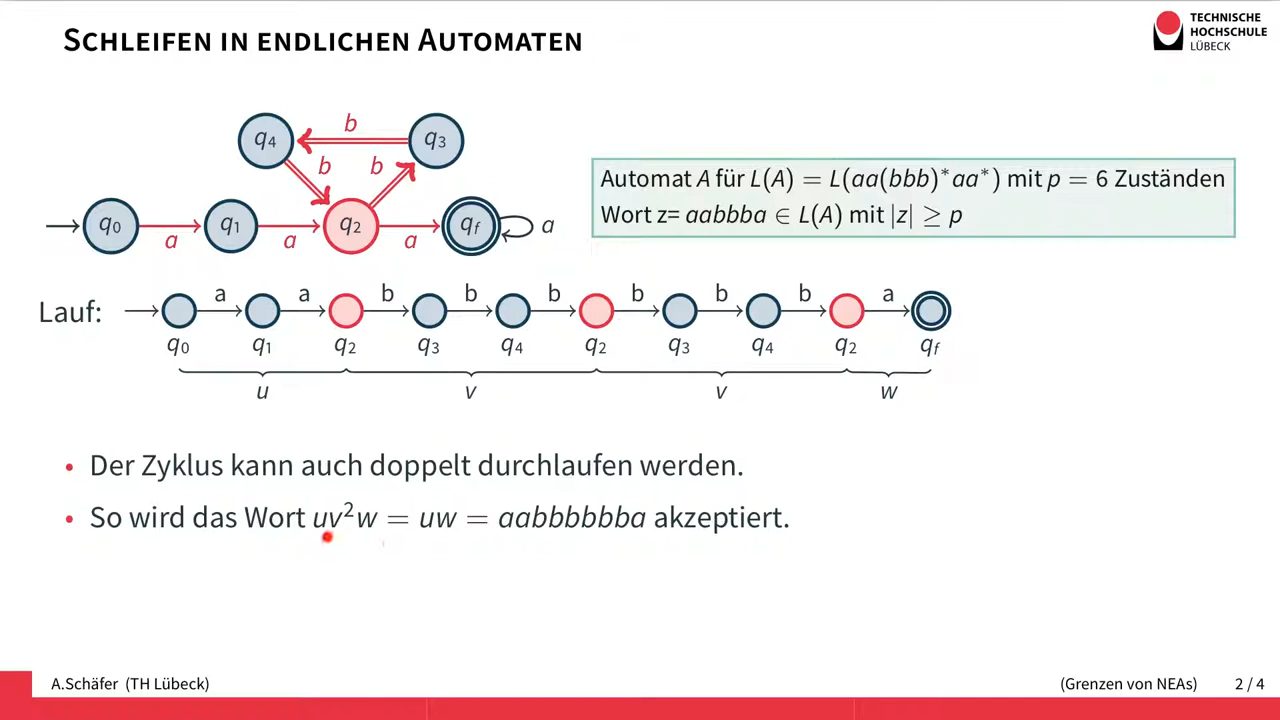 SCHLEIFEN IN ENDLICHEN AUTOMATEN
TECHNISCHE
HOCHSCHULE
LÜBECK
q₄ b q₃
b b
q₀ a q₁ a q₂ a q_f a
Automat A für L(A) = L(aa(bbb)*aa*) mit p = 6 Zuständen
Wort z= aabbba ∈ L(A) mit |z| ≥ p
Lauf: a a b b b b b b a
q₀ q₁ q₂ q₃ q₄ q₂ q₃ q₄ q₂ q_f
u v v w
• Der Zyklus kann auch doppelt durchlaufen werden.
• So wird das Wort uv²w = uw = aabbbbbba akzeptiert.
A.Schäfer (TH Lübeck) (Grenzen von NEAs) 2 / 4